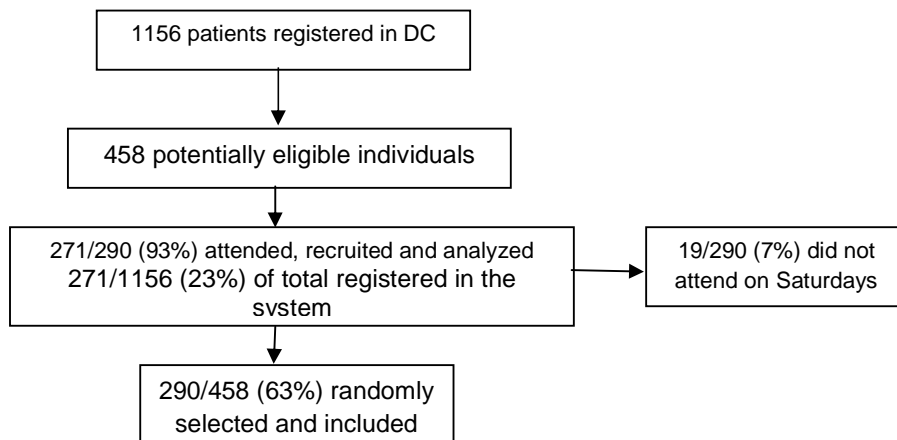 1156 patients registered in DC
458 potentially eligible individuals
271/290 (93%) attended, recruited and analyzed
271/1156 (23%) of total registered in the
system
19/290 (7%) did not
attend on Saturdays
290/458 (63%) randomly
selected and included